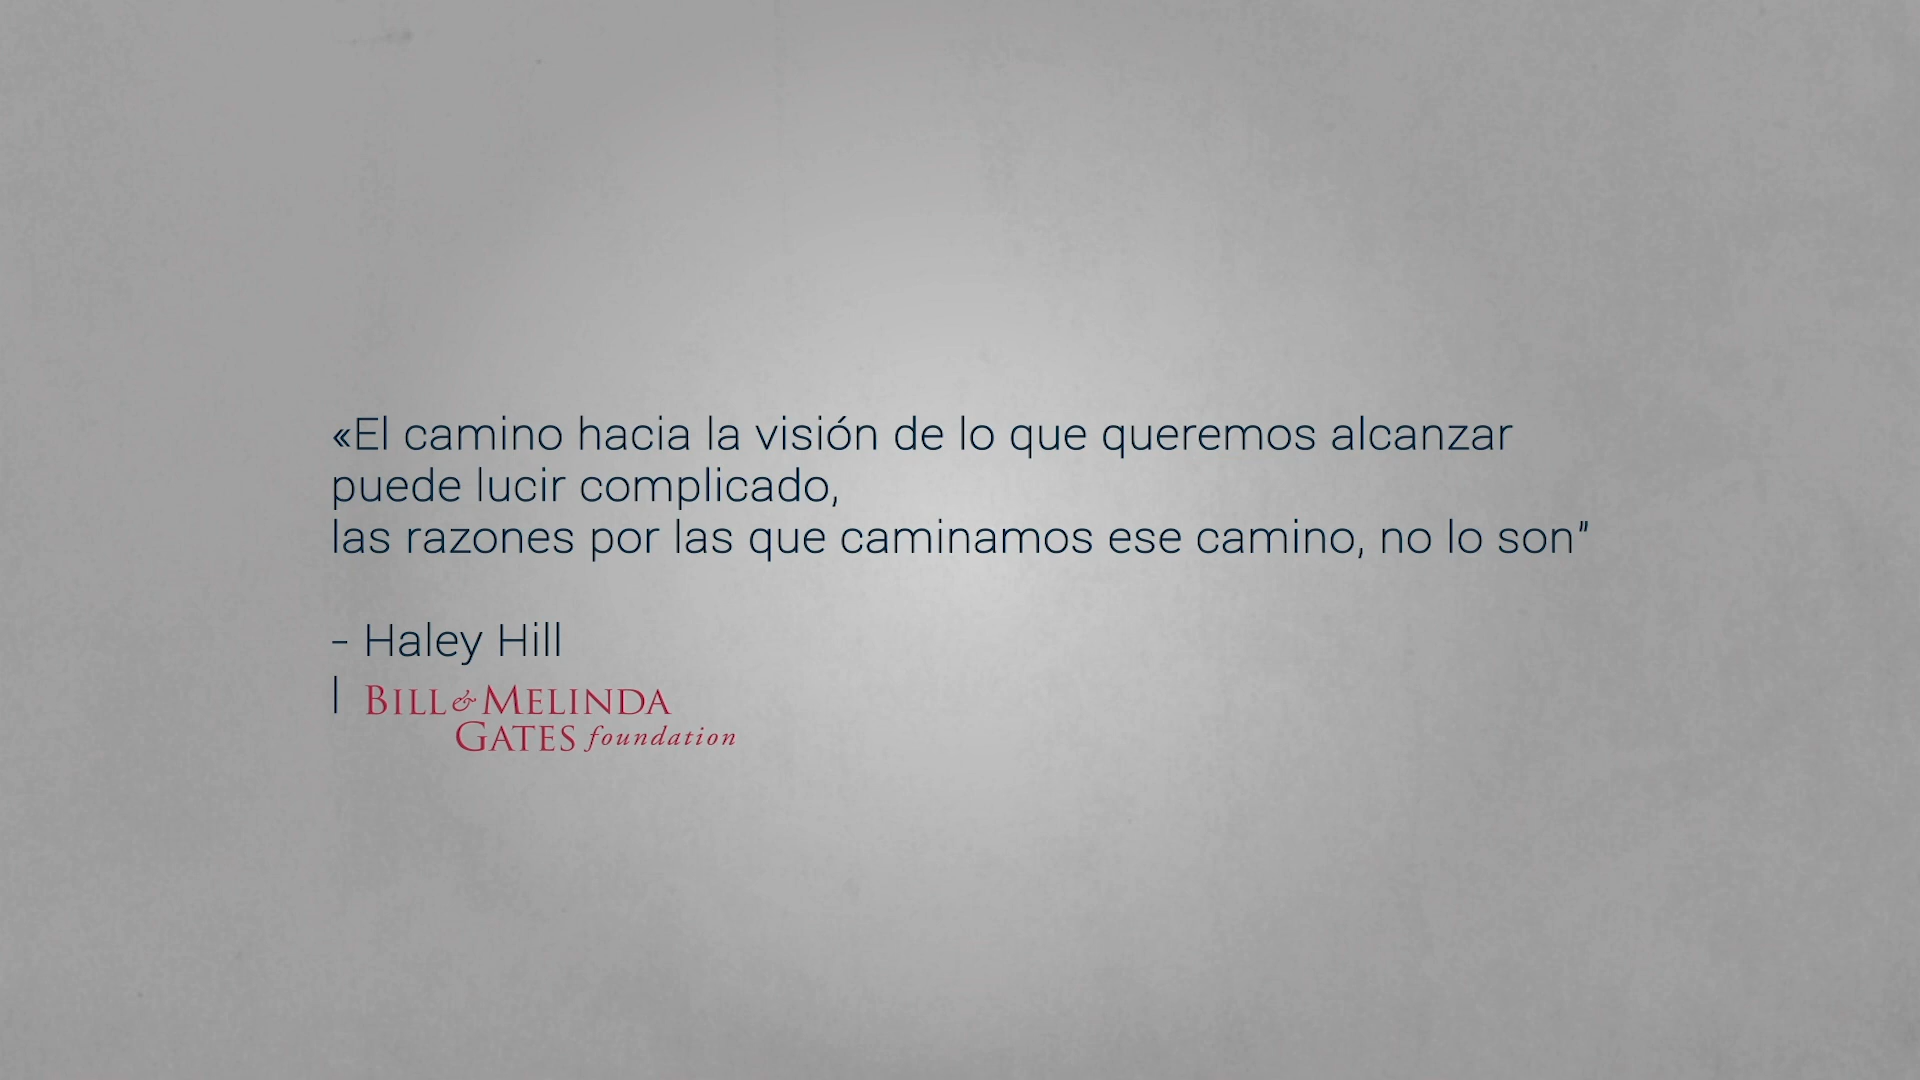 «El camino hacia la visión de lo que queremos alcanzar
puede lucir complicado,
las razones por las que caminamos ese camino, no lo son”
- Haley Hill
| BILL & MELINDA
GATES foundation